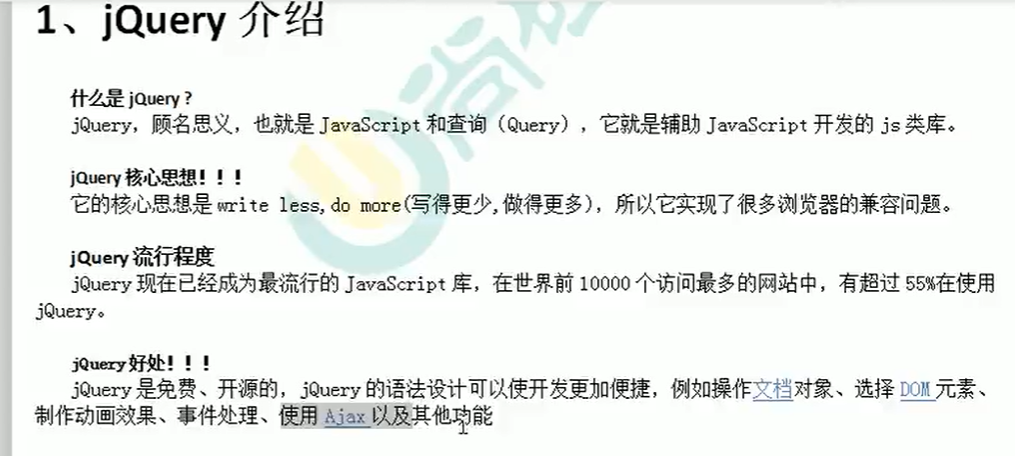 1、jQuery 介绍
什么是 jQuery ?
jQuery，顾名思义，也就是 JavaScript 和查询（Query），它就是辅助 JavaScript 开发的 js 类库。
jQuery 核心思想！！！
它的核心思想是 write less,do more(写得更少,做得更多)，所以它实现了很多浏览器的兼容问题。
jQuery 流行程度
jQuery 现在已经成为最流行的 JavaScript 库，在世界前 10000 个访问最多的网站中，有超过 55%在使用
jQuery。
jQuery 好处！！！
jQuery 是免费、开源的，jQuery 的语法设计可以使开发更加便捷，例如操作文档对象、选择 DOM 元素、
制作动画效果、事件处理、使用 Ajax 以及其他功能